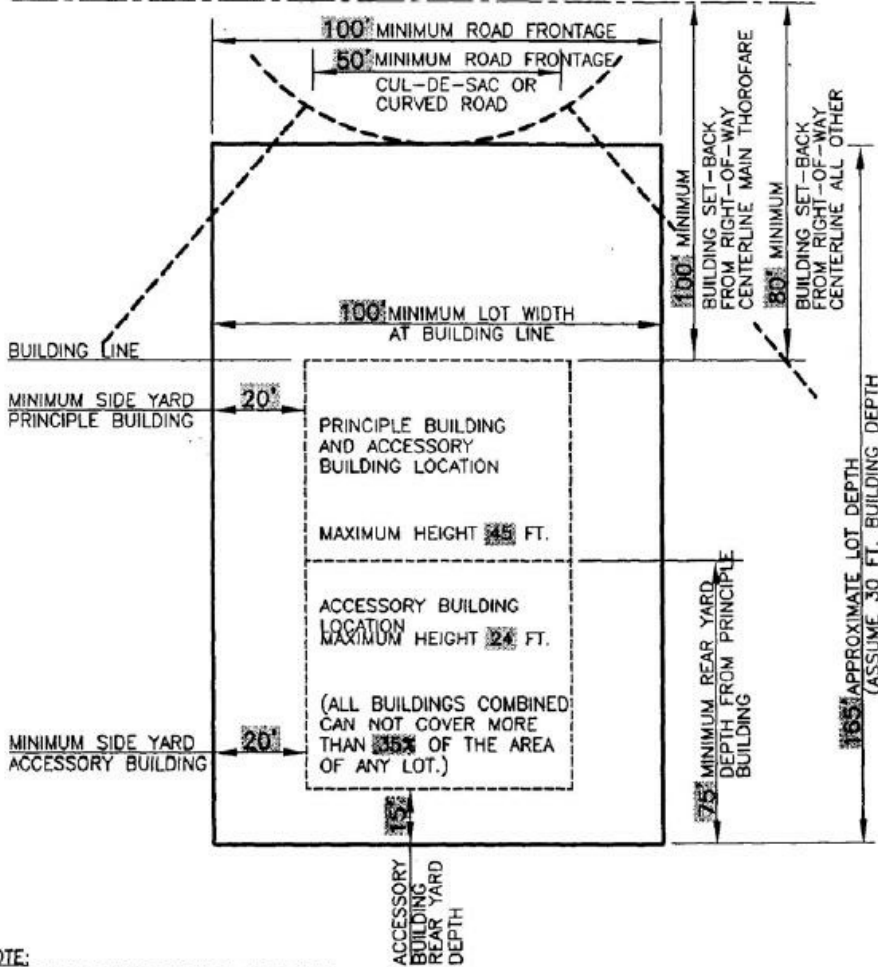 100' MINIMUM ROAD FRONTAGE
50' MINIMUM ROAD FRONTAGE
CUL-DE-SAC OR
CURVED ROAD
100' MINIMUM
BUILDING SET-BACK
FROM RIGHT-OF-WAY
CENTERLINE MAIN THOROFARE
80' MINIMUM
BUILDING SET-BACK
FROM RIGHT-OF-WAY
CENTERLINE ALL OTHER
100' MINIMUM LOT WIDTH
AT BUILDING LINE
BUILDING LINE
MINIMUM SIDE YARD
PRINCIPLE BUILDING
20'
PRINCIPLE BUILDING
AND ACCESSORY
BUILDING LOCATION
MAXIMUM HEIGHT 45 FT.
ACCESSORY BUILDING
LOCATION
MAXIMUM HEIGHT 24 FT.
(ALL BUILDINGS COMBINED
CAN NOT COVER MORE
THAN 35% OF THE AREA
OF ANY LOT.)
MINIMUM SIDE YARD
ACCESSORY BUILDING
20'
15'
ACCESSORY
BUILDING
REAR YARD
DEPTH
75' MINIMUM REAR YARD
DEPTH FROM PRINCIPLE
BUILDING
165' APPROXIMATE LOT DEPTH
(ASSUME 30 FT. BUILDING DEPTH
OTE: